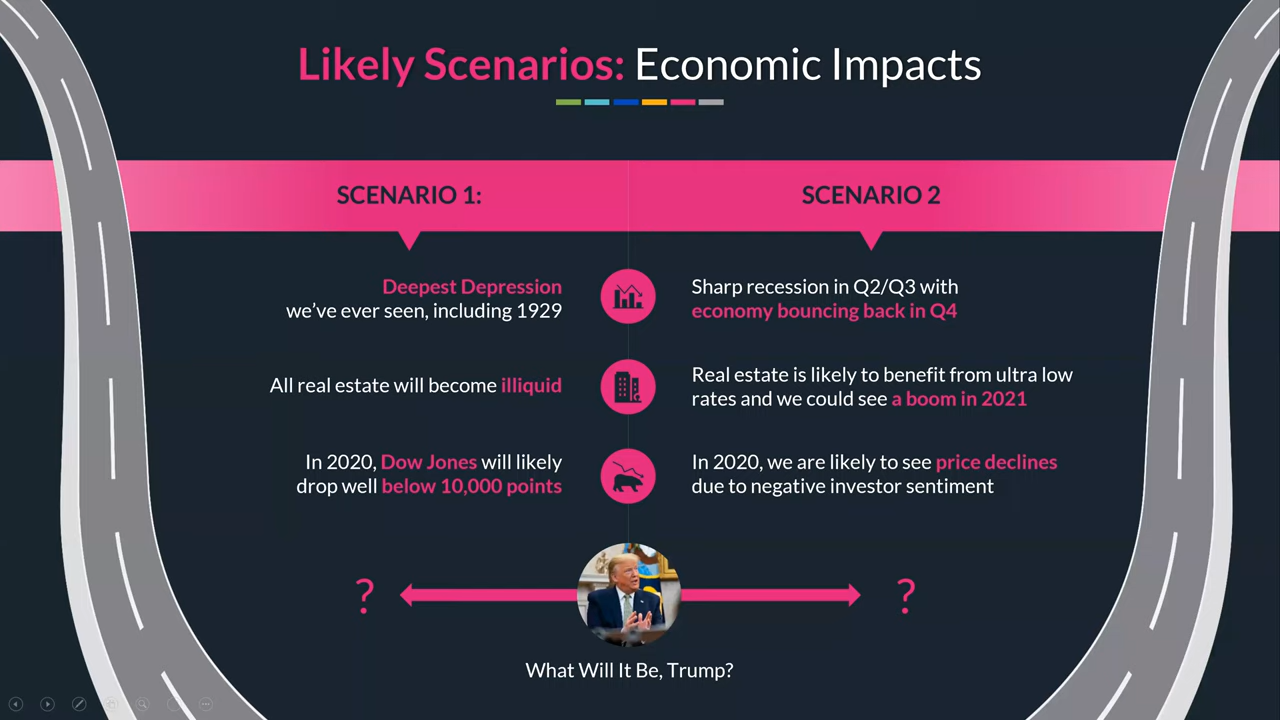 Likely Scenarios: Economic Impacts
SCENARIO 1:
SCENARIO 2
Deepest Depression
we’ve ever seen, including 1929
Sharp recession in Q2/Q3 with
economy bouncing back in Q4
All real estate will become illiquid
Real estate is likely to benefit from ultra low
rates and we could see a boom in 2021
In 2020, Dow Jones will likely
drop well below 10,000 points
In 2020, we are likely to see price declines
due to negative investor sentiment
?
?
What Will It Be, Trump?